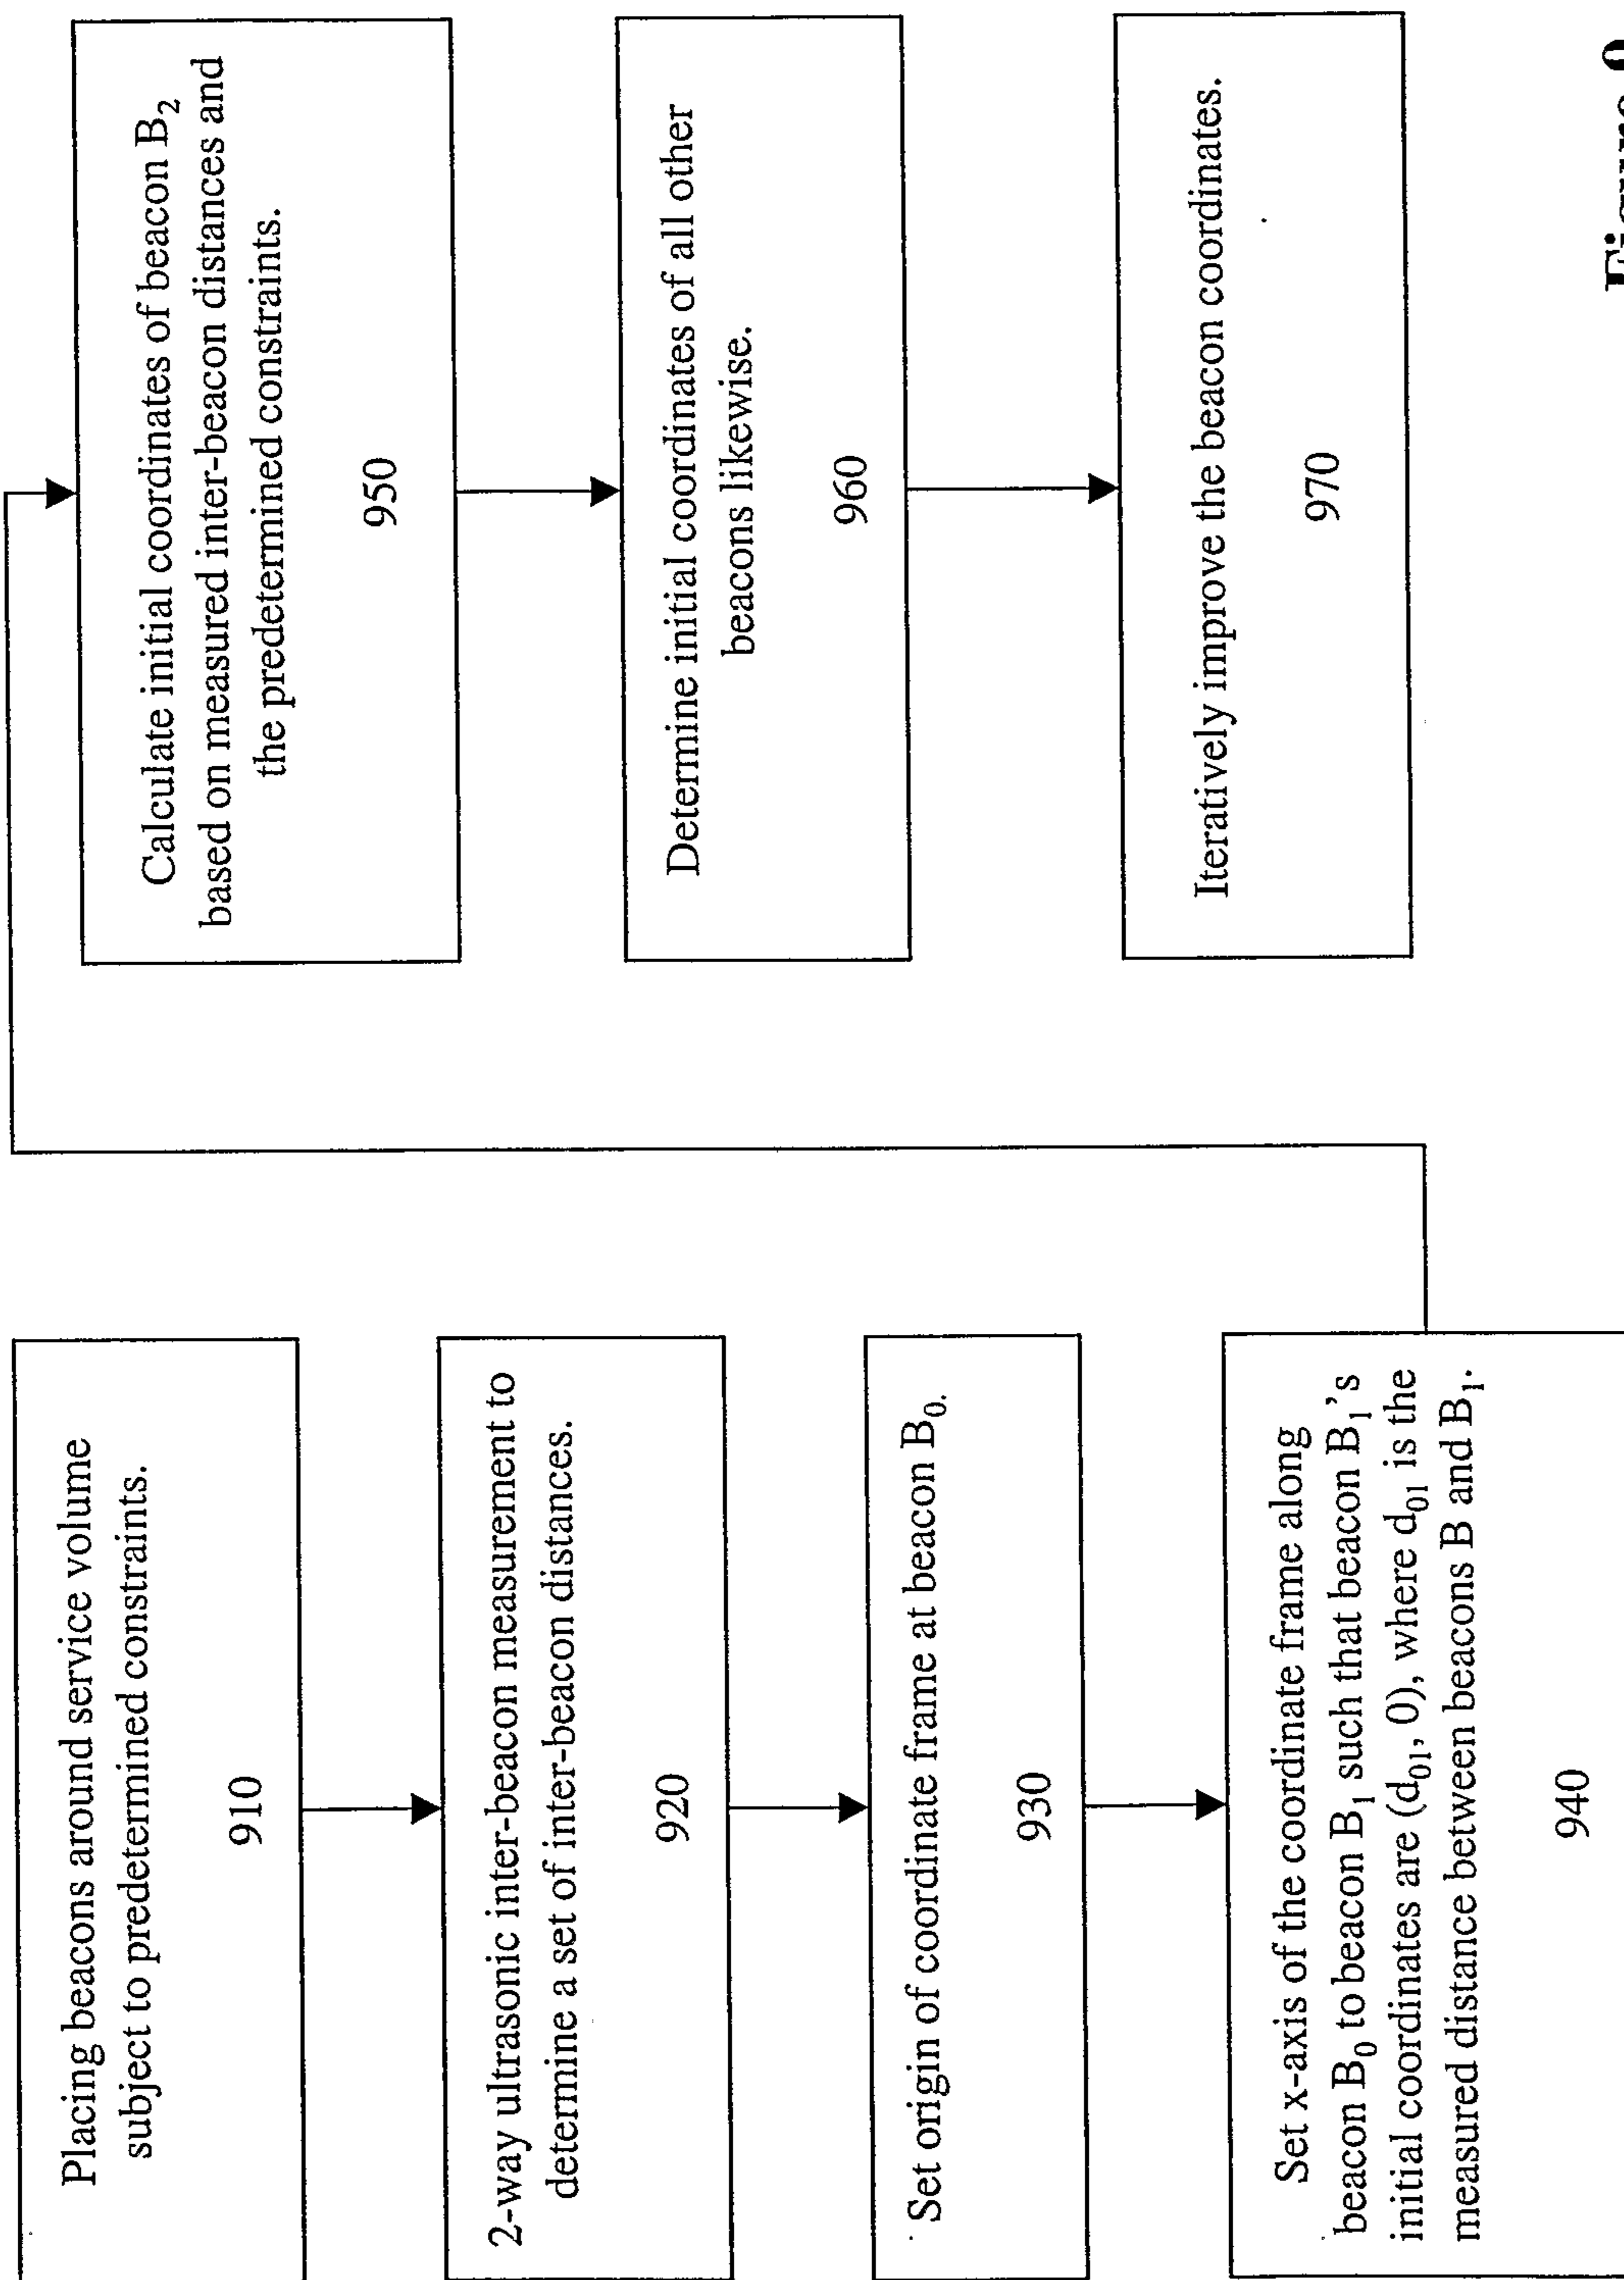 Placing beacons around service volume
subject to predetermined constraints.
910
2-way ultrasonic inter-beacon measurement to
determine a set of inter-beacon distances.
920
Set origin of coordinate frame at beacon B₀.
930
Set x-axis of the coordinate frame along
beacon B₀ to beacon B₁ such that beacon B₁’s
initial coordinates are (d₀₁, 0), where d₀₁ is the
measured distance between beacons B and B₁.
940
Calculate initial coordinates of beacon B₂
based on measured inter-beacon distances and
the predetermined constraints.
950
Determine initial coordinates of all other
beacons likewise.
960
Iteratively improve the beacon coordinates.
970
Figure 9